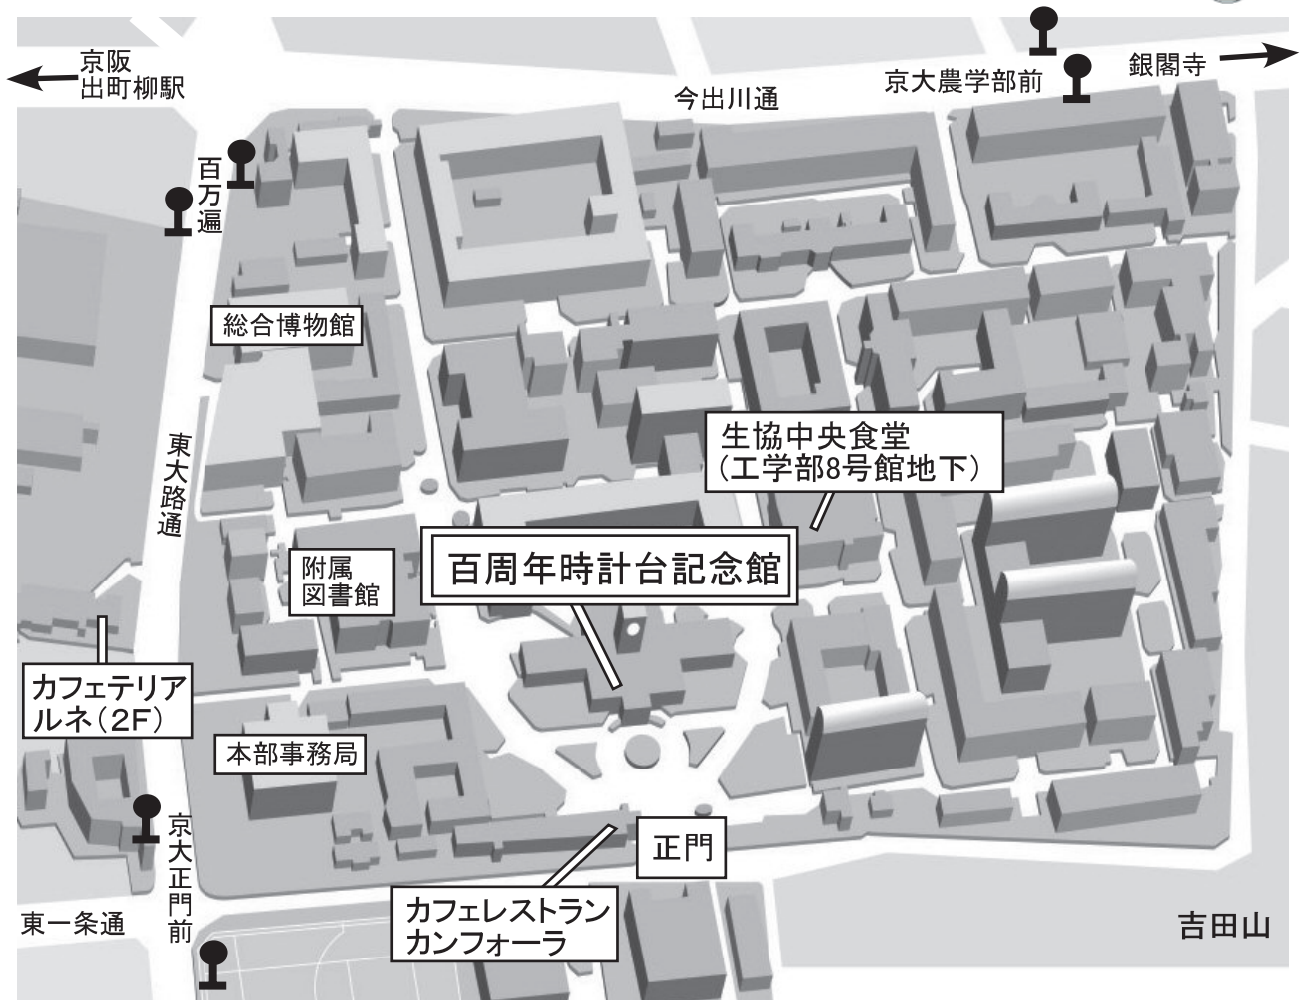 京阪
出町柳駅
今出川通
京大農学部前
銀閣寺
百万遍
総合博物館
東大路通
生協中央食堂
(工学部8号館地下)
百周年時計台記念館
附属
図書館
カフェテリア
ルネ(2F)
本部事務局
京大正門前
正門
カフェレストラン
カンフォーラ
東一条通
吉田山